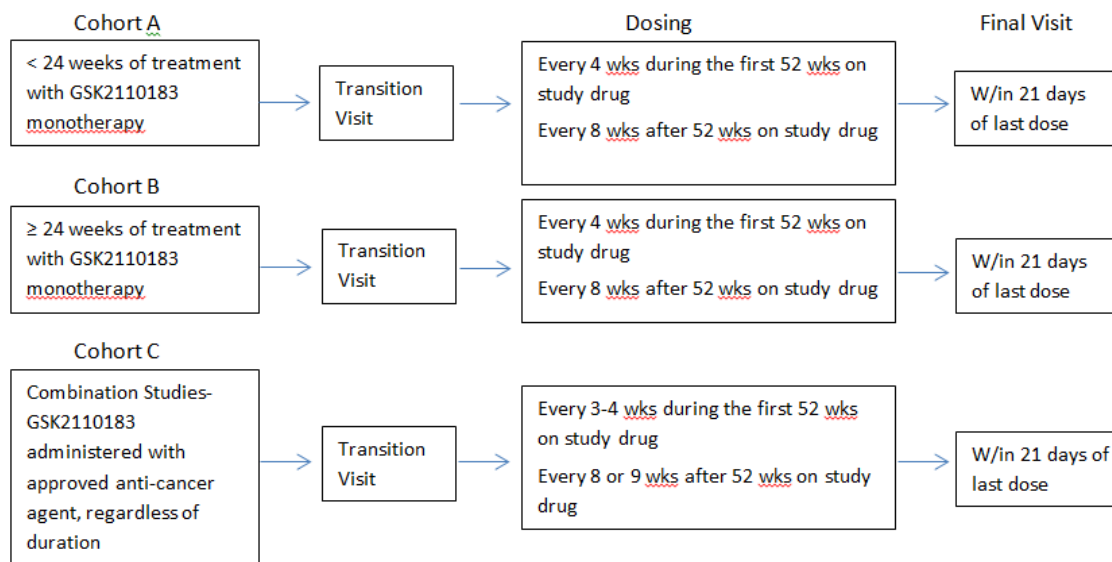 Cohort A
Dosing
Final Visit
< 24 weeks of treatment
with GSK2110183
monotherapy
Transition
Visit
Every 4 wks during the first 52 wks on
study drug
Every 8 wks after 52 wks on study drug
W/in 21 days
of last dose
Cohort B
≥ 24 weeks of treatment
with GSK2110183
monotherapy
Transition
Visit
Every 4 wks during the first 52 wks on
study drug
Every 8 wks after 52 wks on study drug
W/in 21 days
of last dose
Cohort C
Combination Studies-
GSK2110183
administered with
approved anti-cancer
agent, regardless of
duration
Transition
Visit
Every 3-4 wks during the first 52 wks
on study drug
Every 8 or 9 wks after 52 wks on study
drug
W/in 21 days of
last dose